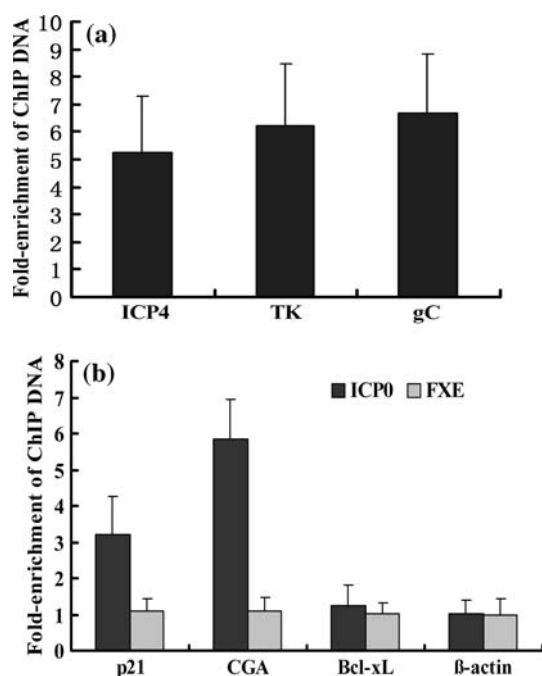 (a)
Fold-enrichment of ChIP DNA
10
9
8
7
6
5
4
3
2
1
0
ICP4 TK gC
(b)
Fold-enrichment of ChIP DNA
ICP0 FXE
8
7
6
5
4
3
2
1
0
p21 CGA Bcl-xL ß-actin